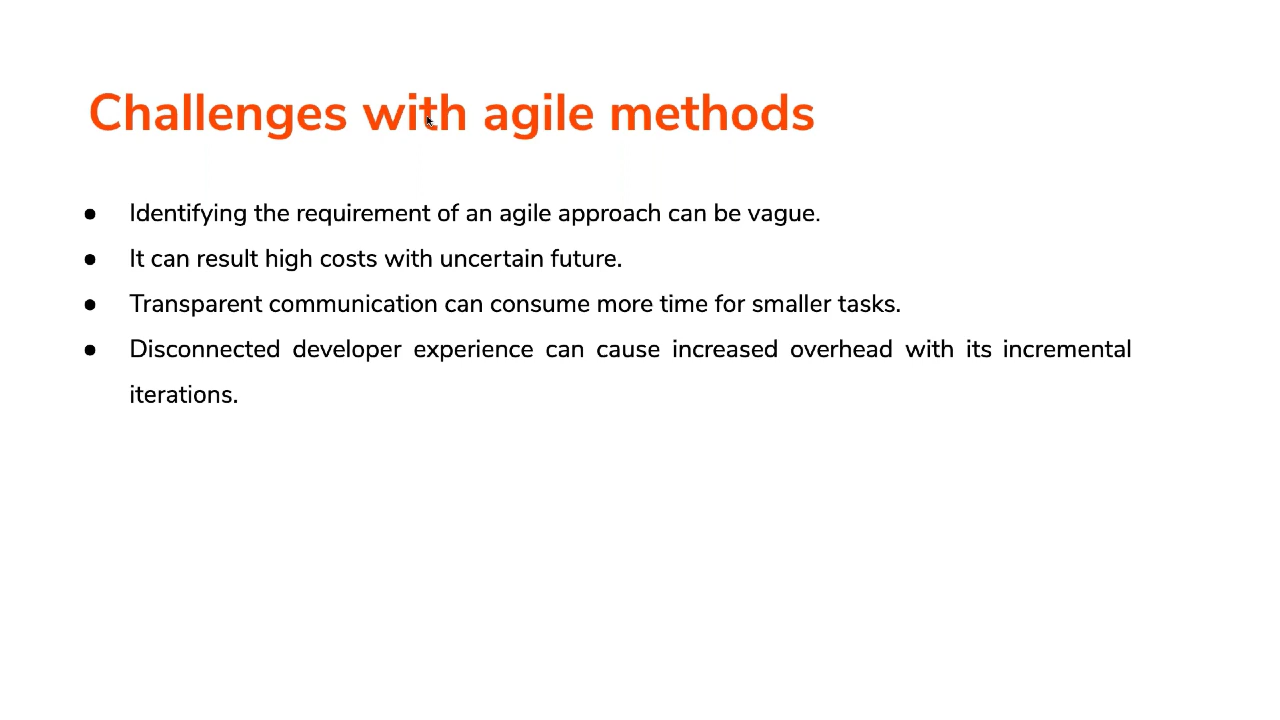 Challenges with agile methods
● Identifying the requirement of an agile approach can be vague.
● It can result high costs with uncertain future.
● Transparent communication can consume more time for smaller tasks.
● Disconnected developer experience can cause increased overhead with its incremental
iterations.